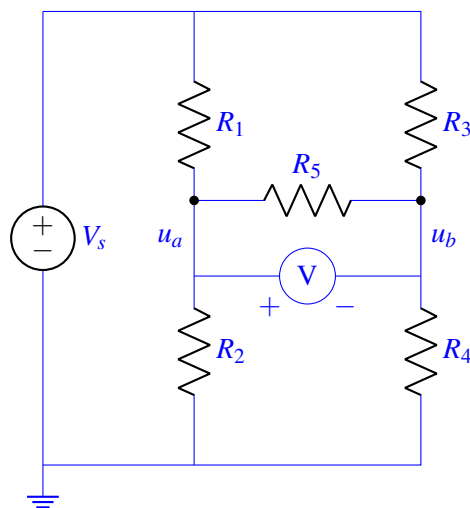 R1 R3
R5
+
− Vs
ua ub
V
+ −
R2 R4